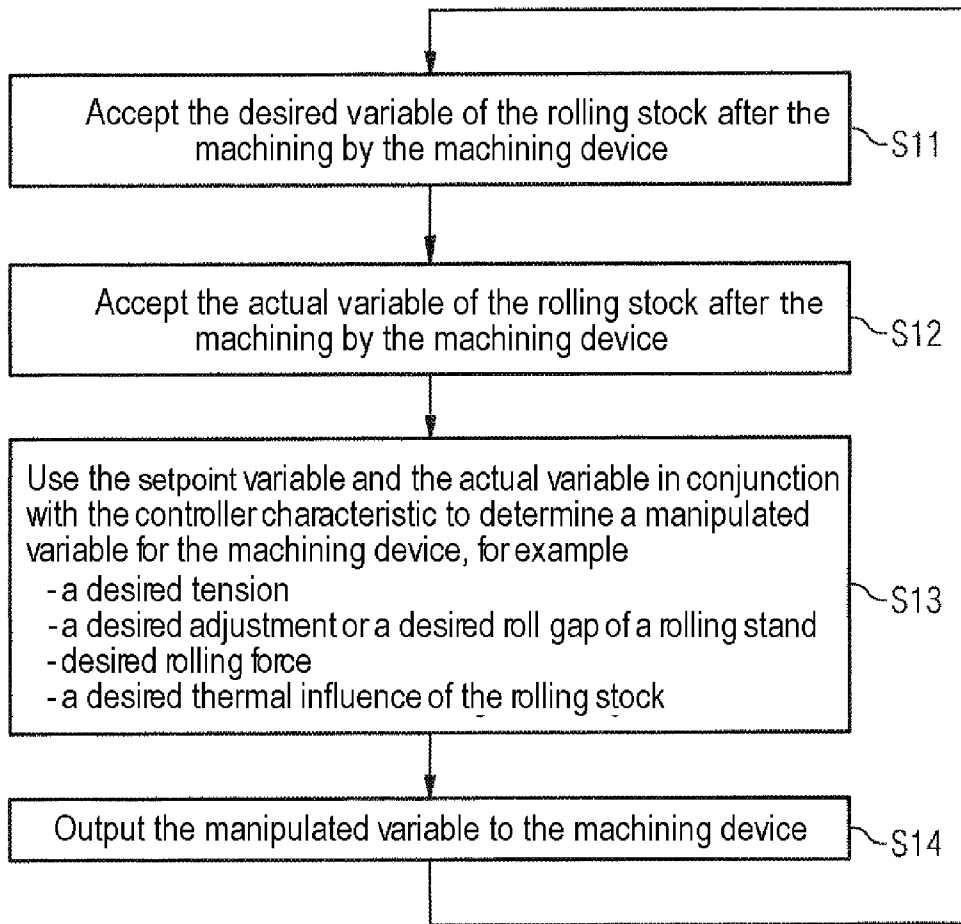 Accept the desired variable of the rolling stock after the
machining by the machining device
S11
Accept the actual variable of the rolling stock after the
machining by the machining device
S12
Use the setpoint variable and the actual variable in conjunction
with the controller characteristic to determine a manipulated
variable for the machining device, for example
- a desired tension
- a desired adjustment or a desired roll gap of a rolling stand
- desired rolling force
- a desired thermal influence of the rolling stock
S13
Output the manipulated variable to the machining device
S14